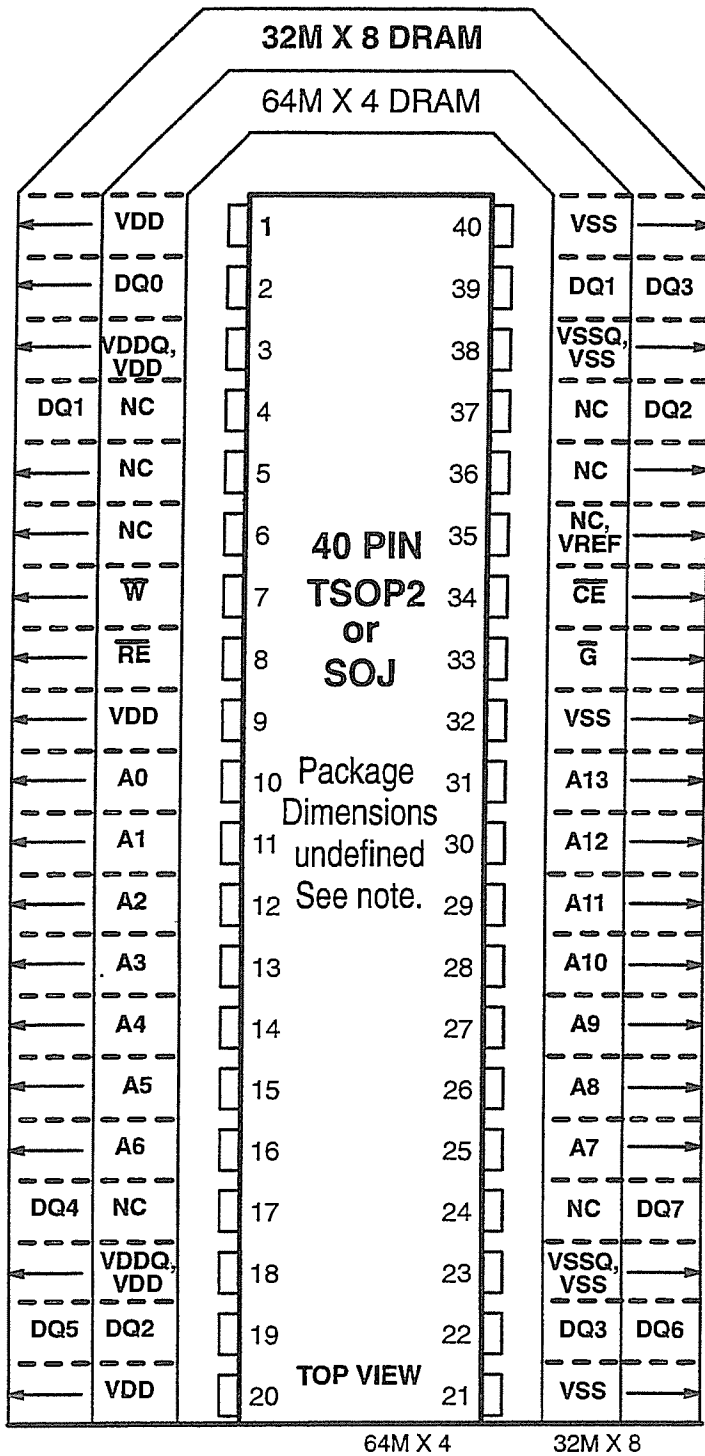 32M X 8 DRAM
64M X 4 DRAM
VDD 1 40 VSS
DQ0 2 39 DQ1 DQ3
VDDQ, VDD 3 38 VSSQ, VSS
DQ1 NC 4 37 NC DQ2
NC 5 36 NC
NC 6 35 NC, VREF
W̅ 7 34 C̅E̅
R̅E̅ 8 33 G̅
VDD 9 32 VSS
A0 10 31 A13
A1 11 30 A12
A2 12 29 A11
A3 13 28 A10
A4 14 27 A9
A5 15 26 A8
A6 16 25 A7
DQ4 NC 17 24 NC DQ7
VDDQ, VDD 18 23 VSSQ, VSS
DQ5 DQ2 19 22 DQ3 DQ6
VDD 20 21 VSS
40 PIN
TSOP2
or
SOJ
Package
Dimensions
undefined
See note.
TOP VIEW
64M X 4 32M X 8